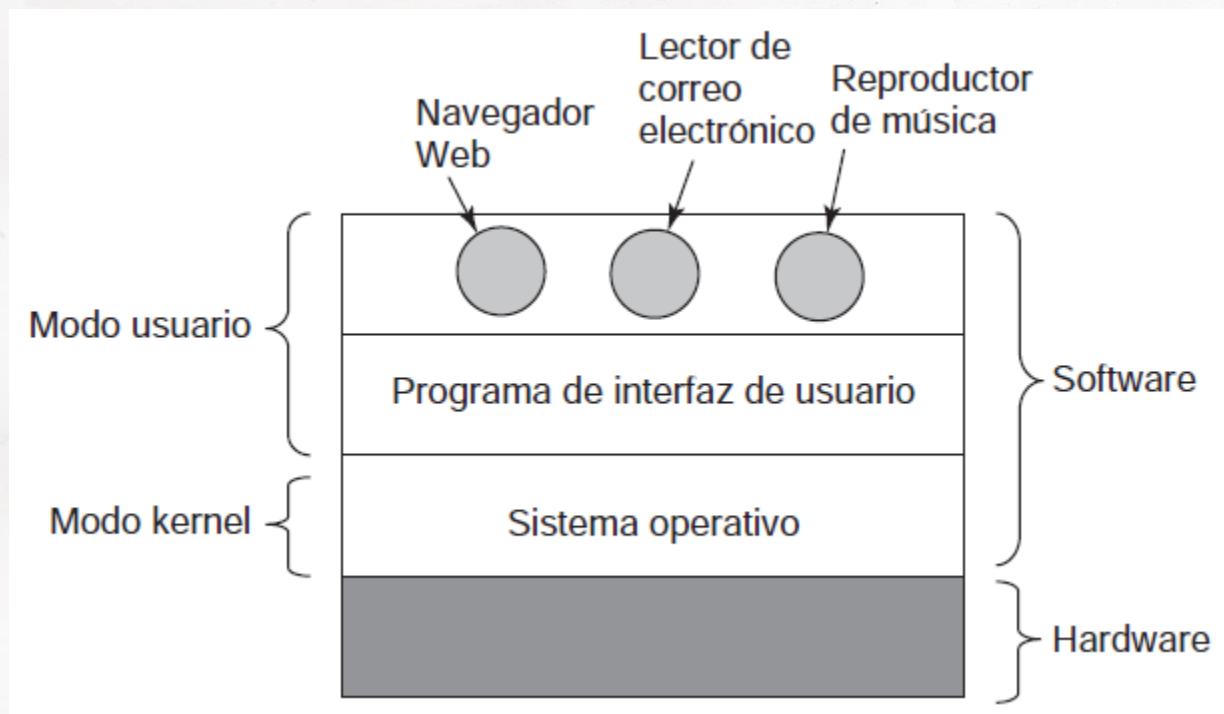 Navegador
Web
Lector de
correo
electrónico
Reproductor
de música
Modo usuario
Programa de interfaz de usuario
Software
Modo kernel
Sistema operativo
Hardware